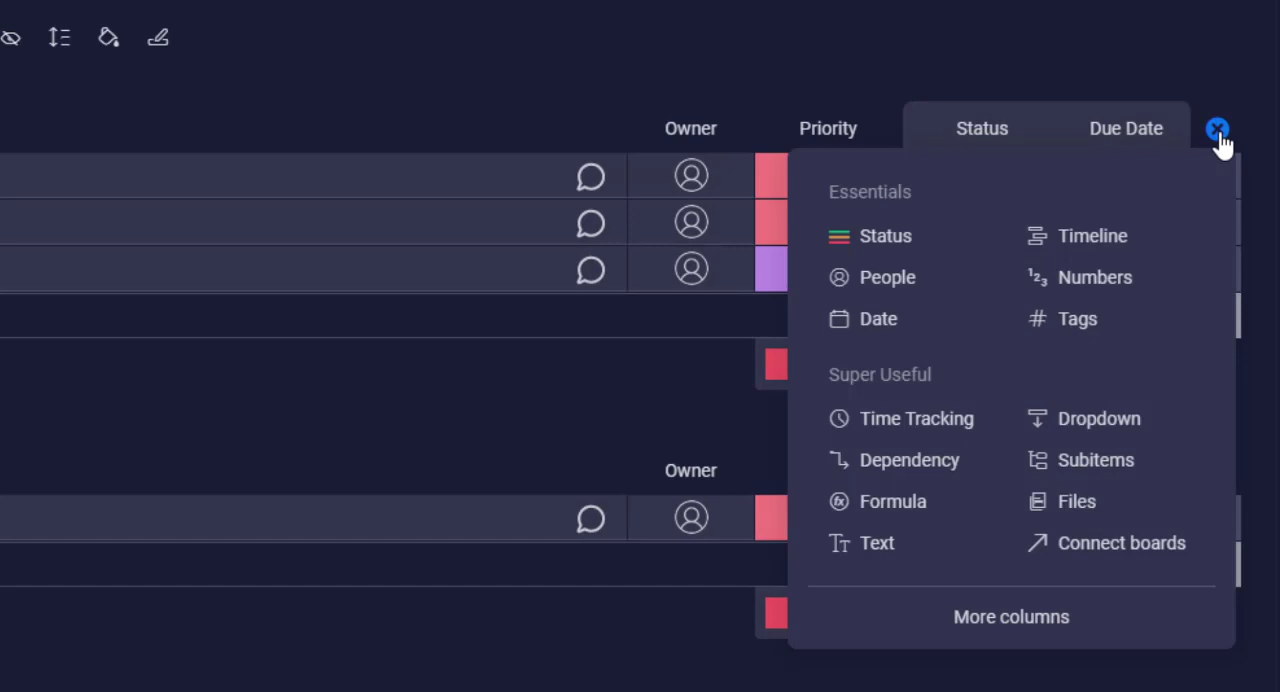 Owner Priority Status Due Date
Essentials
Status Timeline
People Numbers
Date Tags
Super Useful
Time Tracking Dropdown
Dependency Subitems
Formula Files
Text Connect boards
More columns
Owner